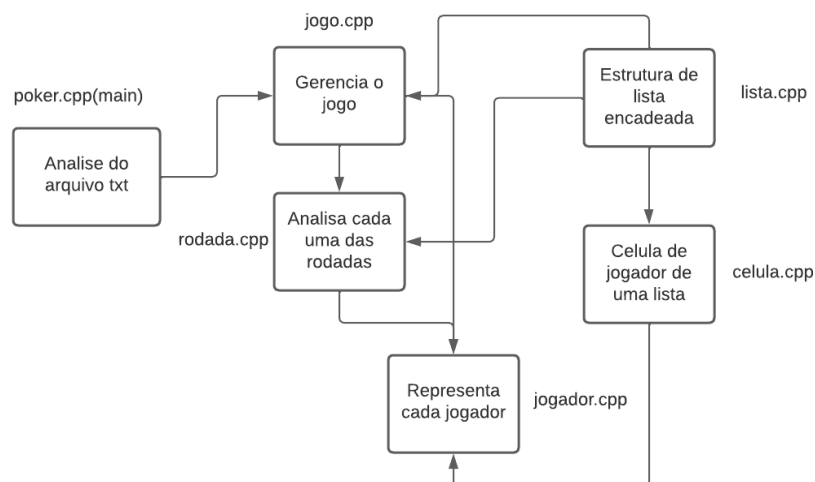 jogo.cpp
Gerencia o
jogo
poker.cpp(main)
Analise do
arquivo txt
Estrutura de
lista
encadeada
lista.cpp
rodada.cpp
Analisa cada
uma das
rodadas
Celula de
jogador de
uma lista
celula.cpp
Representa
cada jogador
jogador.cpp